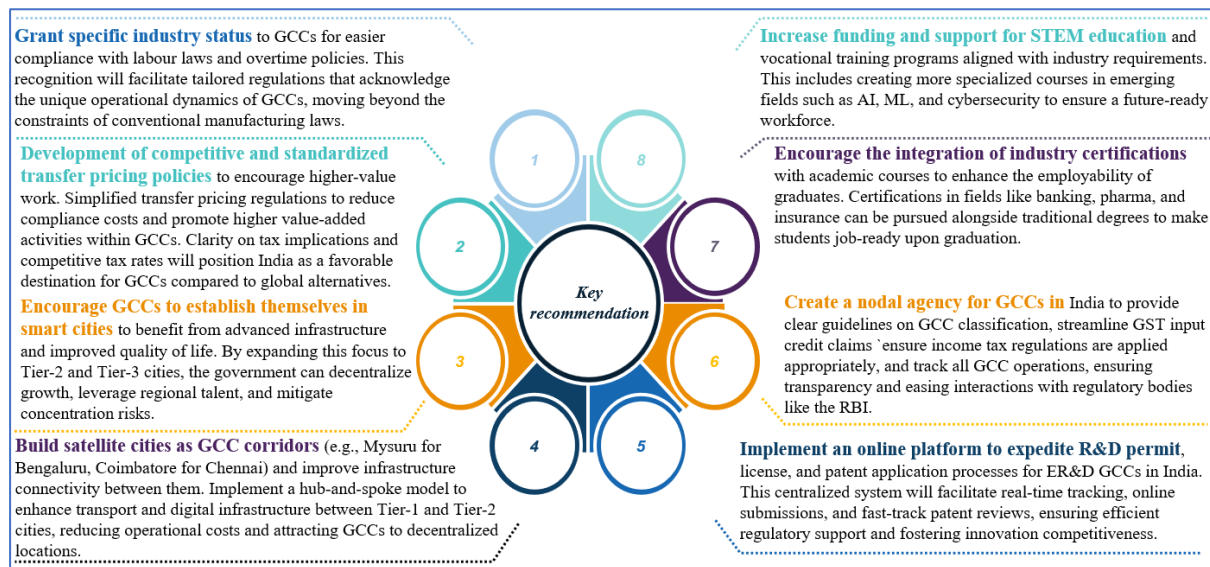 Grant specific industry status to GCCs for easier
compliance with labour laws and overtime policies. This
recognition will facilitate tailored regulations that acknowledge
the unique operational dynamics of GCCs, moving beyond the
constraints of conventional manufacturing laws.
Development of competitive and standardized
transfer pricing policies to encourage higher-value
work. Simplified transfer pricing regulations to reduce
compliance costs and promote higher value-added
activities within GCCs. Clarity on tax implications and
competitive tax rates will position India as a favorable
destination for GCCs compared to global alternatives.
Encourage GCCs to establish themselves in
smart cities to benefit from advanced infrastructure
and improved quality of life. By expanding this focus to
Tier-2 and Tier-3 cities, the government can decentralize
growth, leverage regional talent, and mitigate
concentration risks.
Build satellite cities as GCC corridors (e.g., Mysuru for
Bengaluru, Coimbatore for Chennai) and improve infrastructure
connectivity between them. Implement a hub-and-spoke model to
enhance transport and digital infrastructure between Tier-1 and Tier-2
cities, reducing operational costs and attracting GCCs to decentralized
locations.
1
2
3
4
5
6
7
8
Key
recommendation
Increase funding and support for STEM education and
vocational training programs aligned with industry requirements.
This includes creating more specialized courses in emerging
fields such as AI, ML, and cybersecurity to ensure a future-ready
workforce.
Encourage the integration of industry certifications
with academic courses to enhance the employability of
graduates. Certifications in fields like banking, pharma, and
insurance can be pursued alongside traditional degrees to make
students job-ready upon graduation.
Create a nodal agency for GCCs in India to provide
clear guidelines on GCC classification, streamline GST input
credit claims `ensure income tax regulations are applied
appropriately, and track all GCC operations, ensuring
transparency and easing interactions with regulatory bodies
like the RBI.
Implement an online platform to expedite R&D permit,
license, and patent application processes for ER&D GCCs in India.
This centralized system will facilitate real-time tracking, online
submissions, and fast-track patent reviews, ensuring efficient
regulatory support and fostering innovation competitiveness.